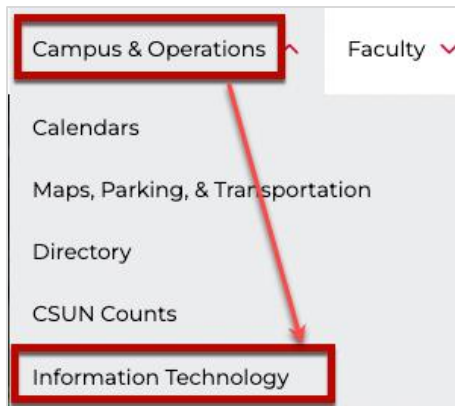 Campus & Operations Faculty
Calendars
Maps, Parking, & Transportation
Directory
CSUN Counts
Information Technology